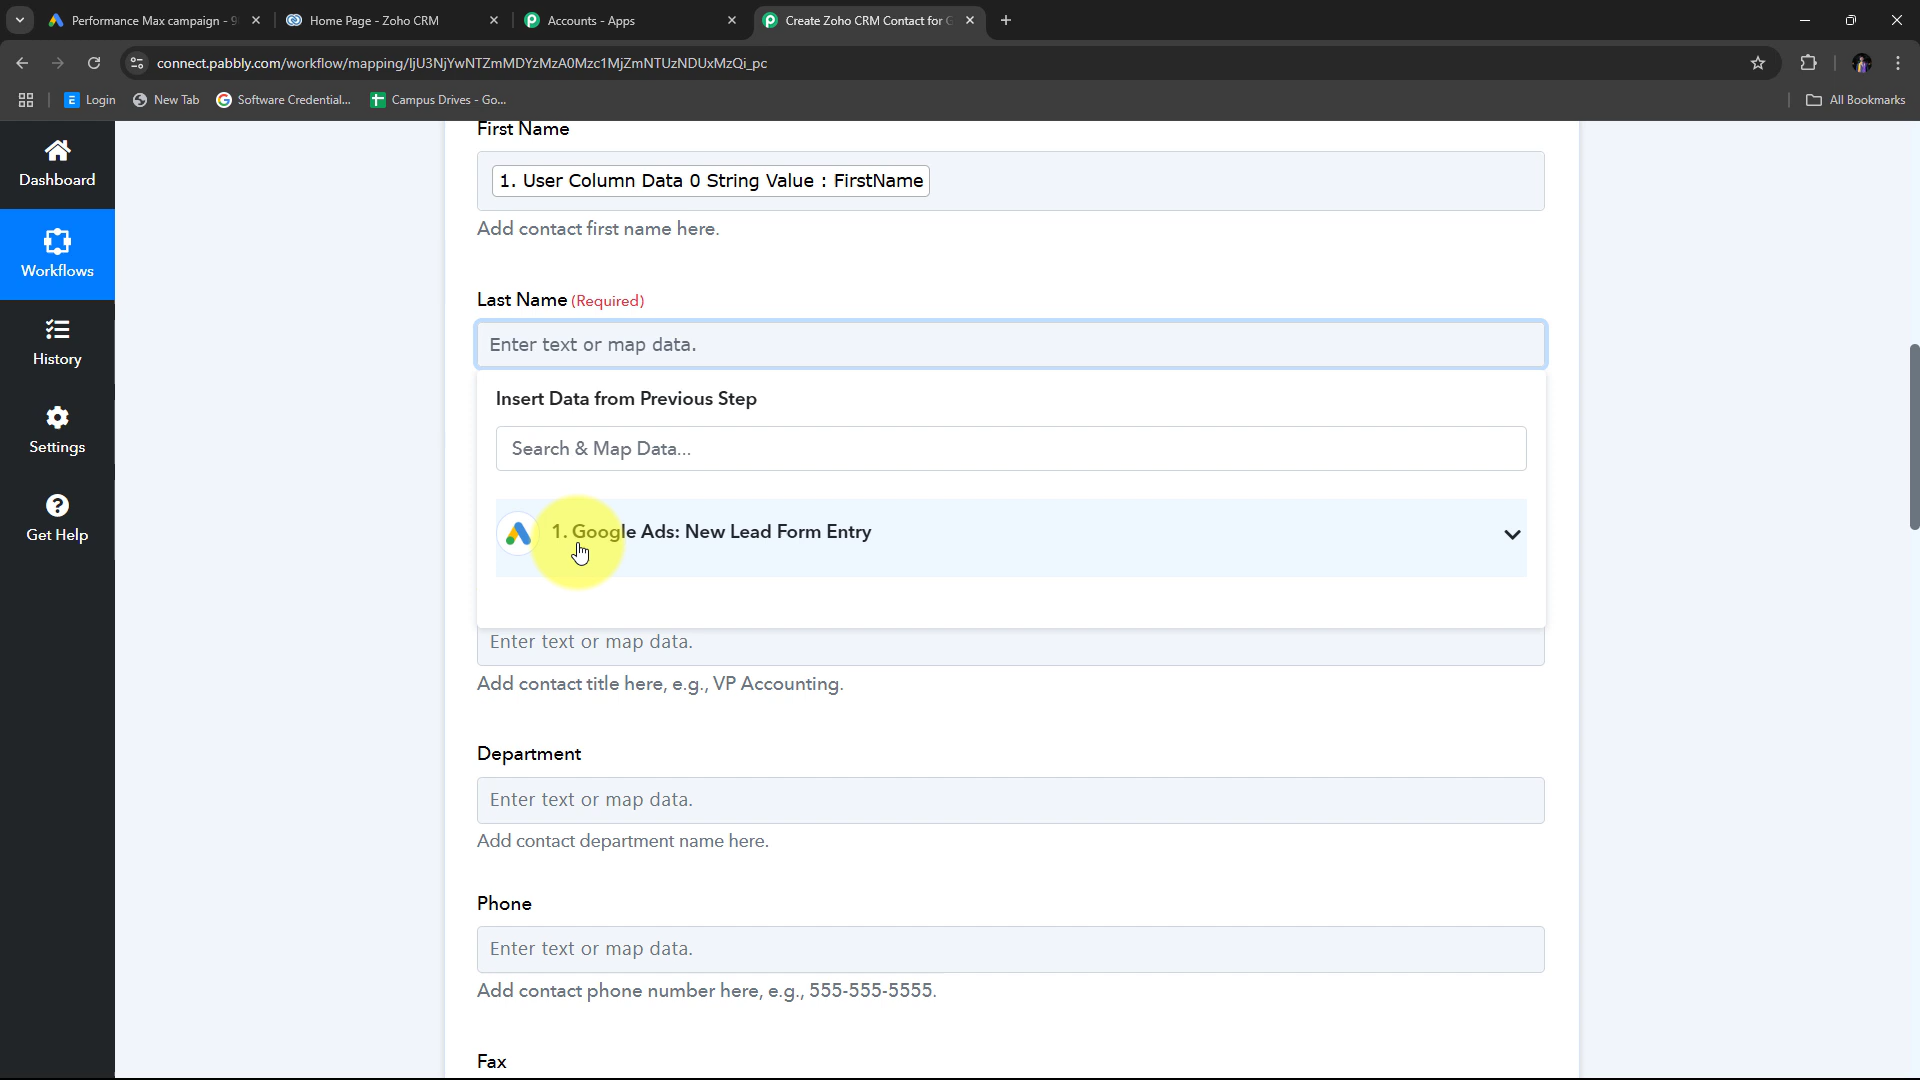 Performance Max campaign - 9
Home Page - Zoho CRM
Accounts - Apps
Create Zoho CRM Contact for G
connect.pabbly.com/workflow/mapping/IjU3NjYwNTZmMDYzMzA0Mzc1MjZmNTUzNDUxMzQi_pc
Login
New Tab
Software Credential...
Campus Drives - Go...
All Bookmarks
Dashboard
Workflows
History
Settings
Get Help
First Name
1. User Column Data 0 String Value : FirstName
Add contact first name here.
Last Name (Required)
Enter text or map data.
Insert Data from Previous Step
Search & Map Data...
1. Google Ads: New Lead Form Entry
Enter text or map data.
Add contact title here, e.g., VP Accounting.
Department
Enter text or map data.
Add contact department name here.
Phone
Enter text or map data.
Add contact phone number here, e.g., 555-555-5555.
Fax